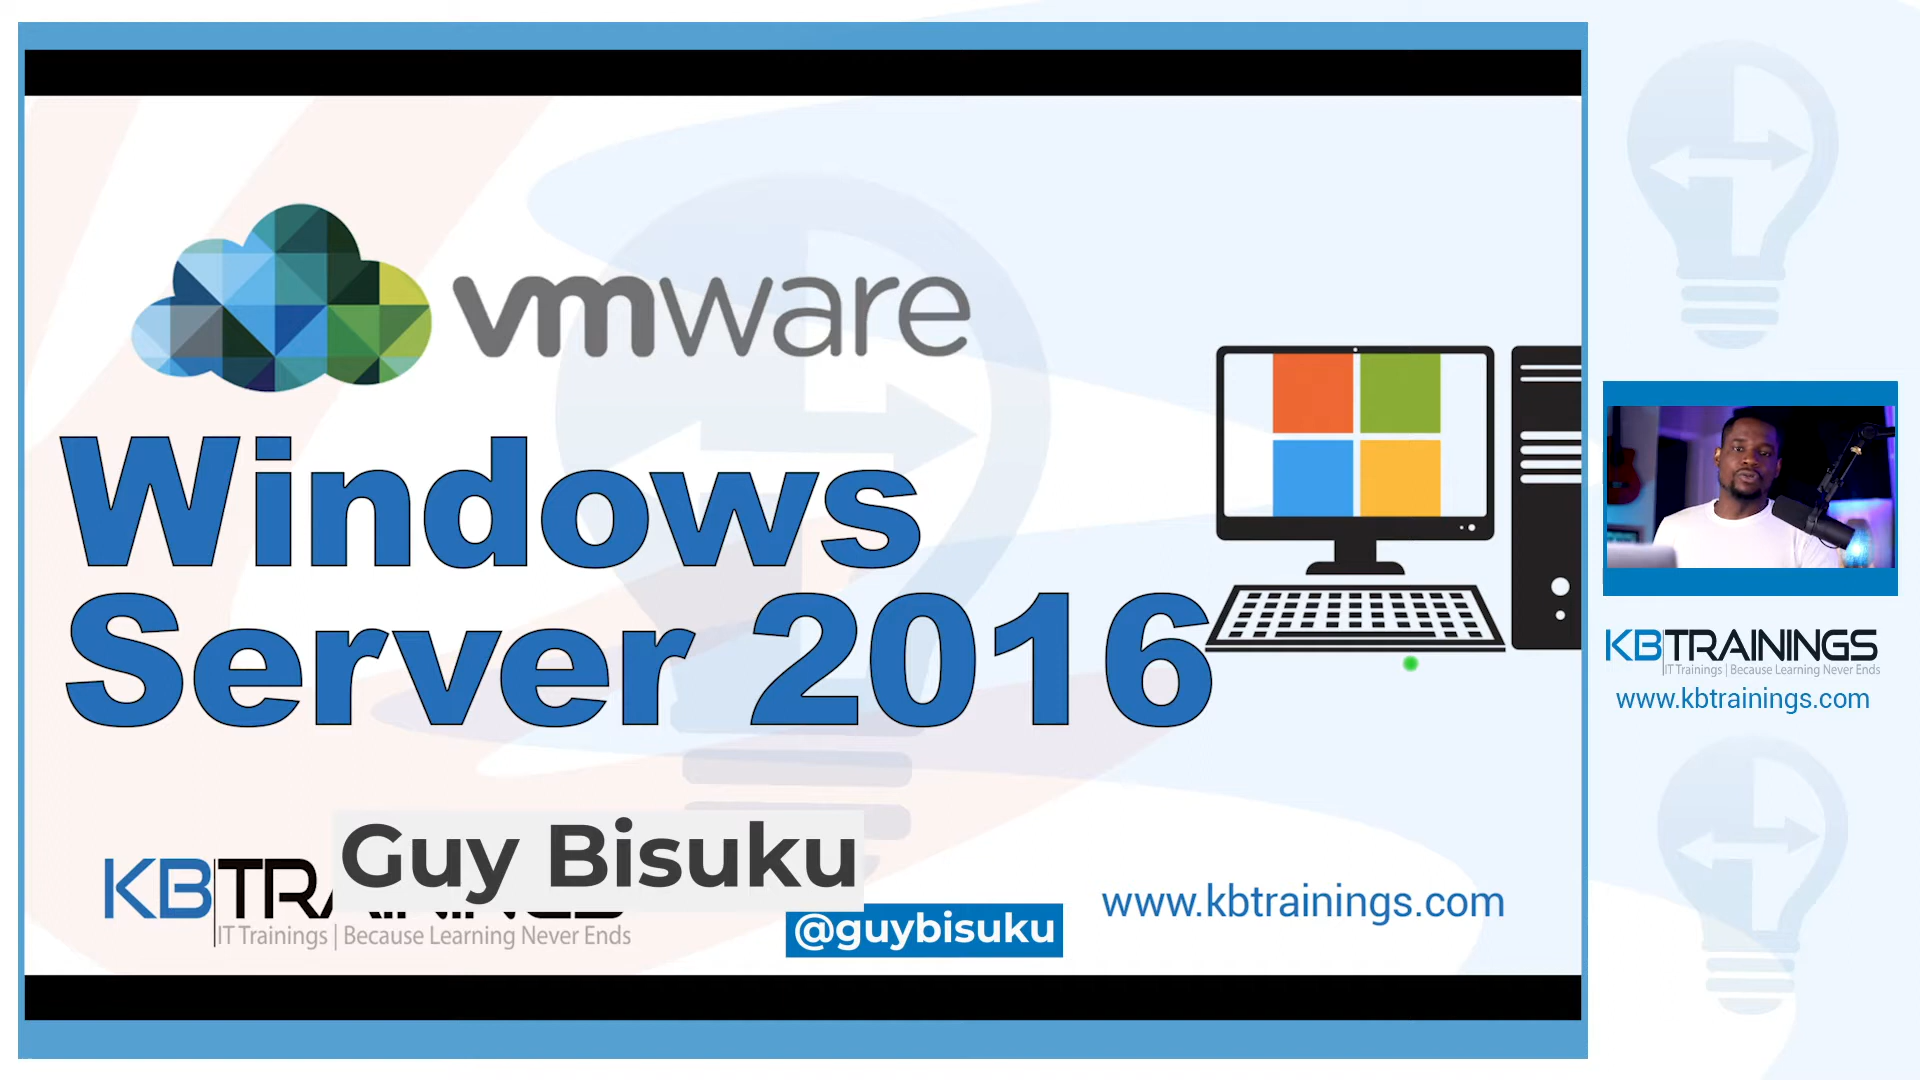 vmware
Windows
Server 2016
Guy Bisuku
KBTRAININGS
IT Trainings | Because Learning Never Ends
@guybisuku
www.kbtrainings.com
KBTRAININGS
IT Trainings | Because Learning Never Ends
www.kbtrainings.com